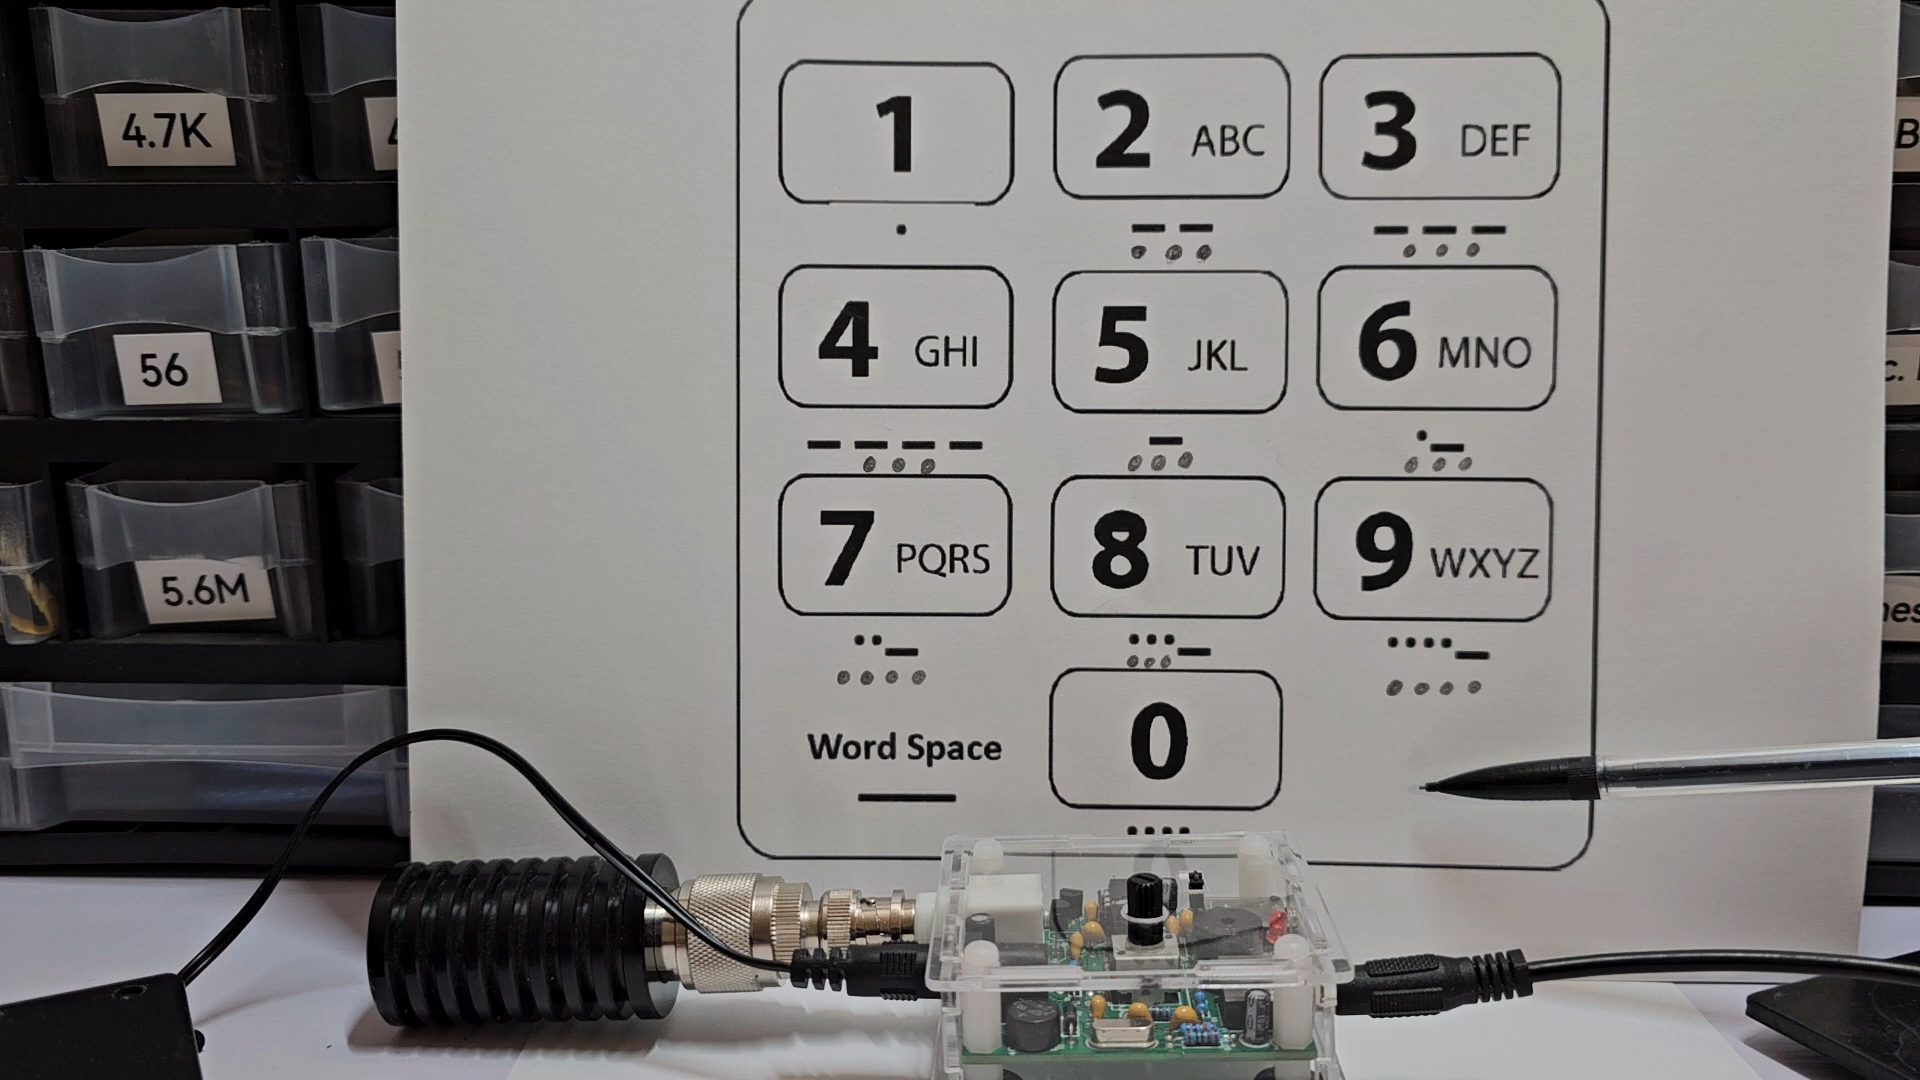 4.7K
56
5.6M
1
2 ABC
3 DEF
4 GHI
5 JKL
6 MNO
7 PQRS
8 TUV
9 WXYZ
Word Space
0